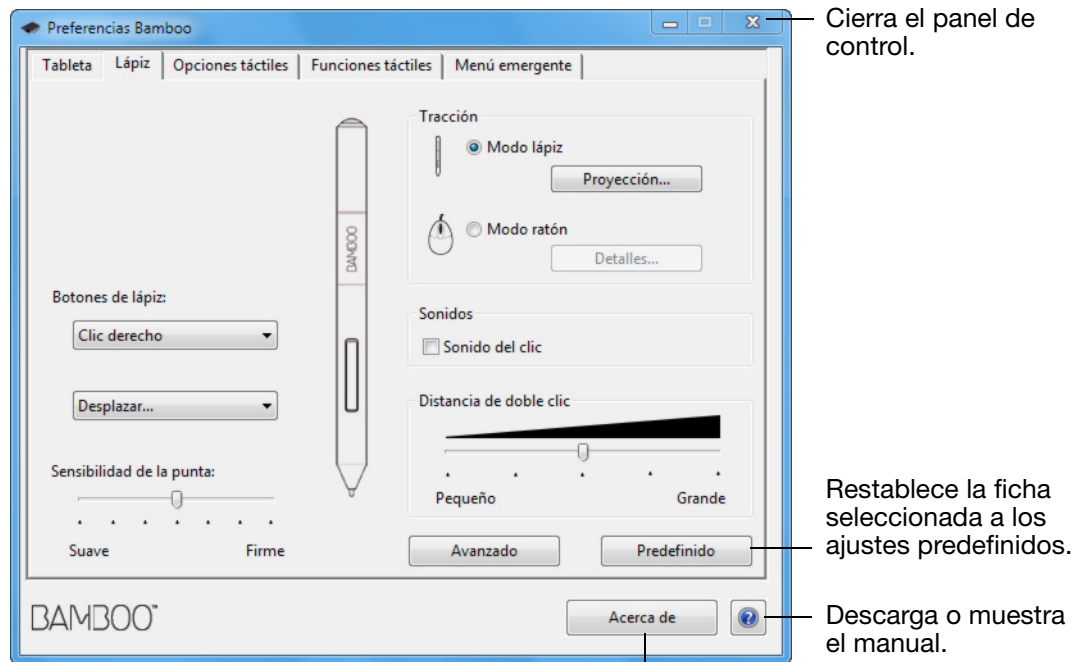 Preferencias Bamboo
Cierra el panel de
control.
Tableta Lápiz Opciones táctiles Funciones táctiles Menú emergente
Tracción
Modo lápiz
Proyección...
Modo ratón
Detalles...
BAMBOO
Botones de lápiz:
Clic derecho
Desplazar...
Sonidos
Sonido del clic
Distancia de doble clic
Pequeño Grande
Sensibilidad de la punta:
Suave Firme
Avanzado Predefinido
Restablece la ficha
seleccionada a los
ajustes predefinidos.
BAMBOO™
Acerca de ?
Descarga o muestra
el manual.